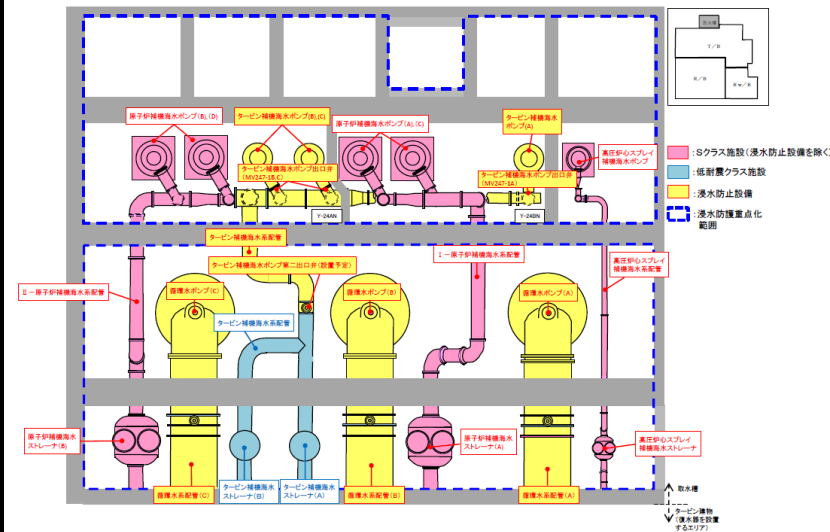 取水槽
T/B
R/B
Rw/B
原子炉補機海水ポンプ(B),(D)
タービン補機海水ポンプ(B),(C)
原子炉補機海水ポンプ(A),(C)
タービン補機海水
ポンプ(A)
高圧炉心スプレイ
補機海水ポンプ
タービン補機海水ポンプ出口弁
(MV247-1B,C)
タービン補機海水ポンプ出口弁
(MV247-1A)
Y-24AN
Y-24BN
:Sクラス施設(浸水防止設備を除く)
:低耐震クラス施設
:浸水防止設備
:浸水防護重点化
範囲
タービン補機海水系配管
タービン補機海水ポンプ第二出口弁(設置予定)
Ⅰ-原子炉補機海水系配管
高圧炉心スプレイ
補機海水系配管
Ⅱ-原子炉補機海水系配管
循環水ポンプ(C)
循環水ポンプ(B)
循環水ポンプ(A)
タービン補機海水系配管
原子炉補機海水
ストレーナ(B)
原子炉補機海水
ストレーナ(A)
高圧炉心スプレイ
補機海水ストレーナ
循環水系配管(C)
タービン補機海水
ストレーナ(B)
タービン補機海水
ストレーナ(A)
循環水系配管(B)
循環水系配管(A)
取水槽
タービン建物
(復水器を設置
するエリア)